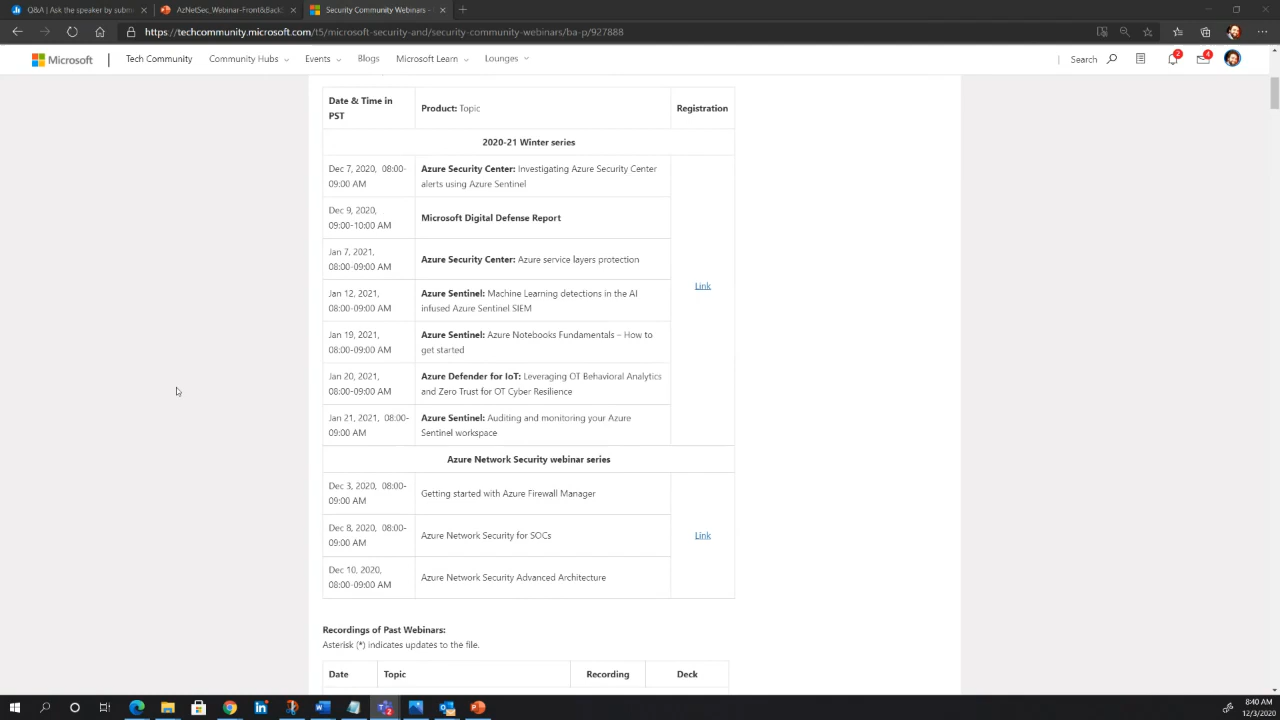 Q&A | Ask the speaker by subm
AzNetSec_Webinar-Front&Back
Security Community Webinars -
https://techcommunity.microsoft.com/t5/microsoft-security-and/security-community-webinars/ba-p/927888
Microsoft
Tech Community
Community Hubs
Events
Blogs
Microsoft Learn
Lounges
Search
2
4
Date & Time in
PST
Product: Topic
Registration
2020-21 Winter series
Dec 7, 2020, 08:00-
09:00 AM
Azure Security Center: Investigating Azure Security Center
alerts using Azure Sentinel
Dec 9, 2020,
09:00-10:00 AM
Microsoft Digital Defense Report
Jan 7, 2021,
08:00-09:00 AM
Azure Security Center: Azure service layers protection
Link
Jan 12, 2021,
08:00-09:00 AM
Azure Sentinel: Machine Learning detections in the AI
infused Azure Sentinel SIEM
Jan 19, 2021,
08:00-09:00 AM
Azure Sentinel: Azure Notebooks Fundamentals – How to
get started
Jan 20, 2021,
08:00-09:00 AM
Azure Defender for IoT: Leveraging OT Behavioral Analytics
and Zero Trust for OT Cyber Resilience
Jan 21, 2021, 08:00-
09:00 AM
Azure Sentinel: Auditing and monitoring your Azure
Sentinel workspace
Azure Network Security webinar series
Dec 3, 2020, 08:00-
09:00 AM
Getting started with Azure Firewall Manager
Dec 8, 2020, 08:00-
09:00 AM
Azure Network Security for SOCs
Link
Dec 10, 2020,
08:00-09:00 AM
Azure Network Security Advanced Architecture
Recordings of Past Webinars:
Asterisk (*) indicates updates to the file.
Date
Topic
Recording
Deck
8:40 AM
12/3/2020